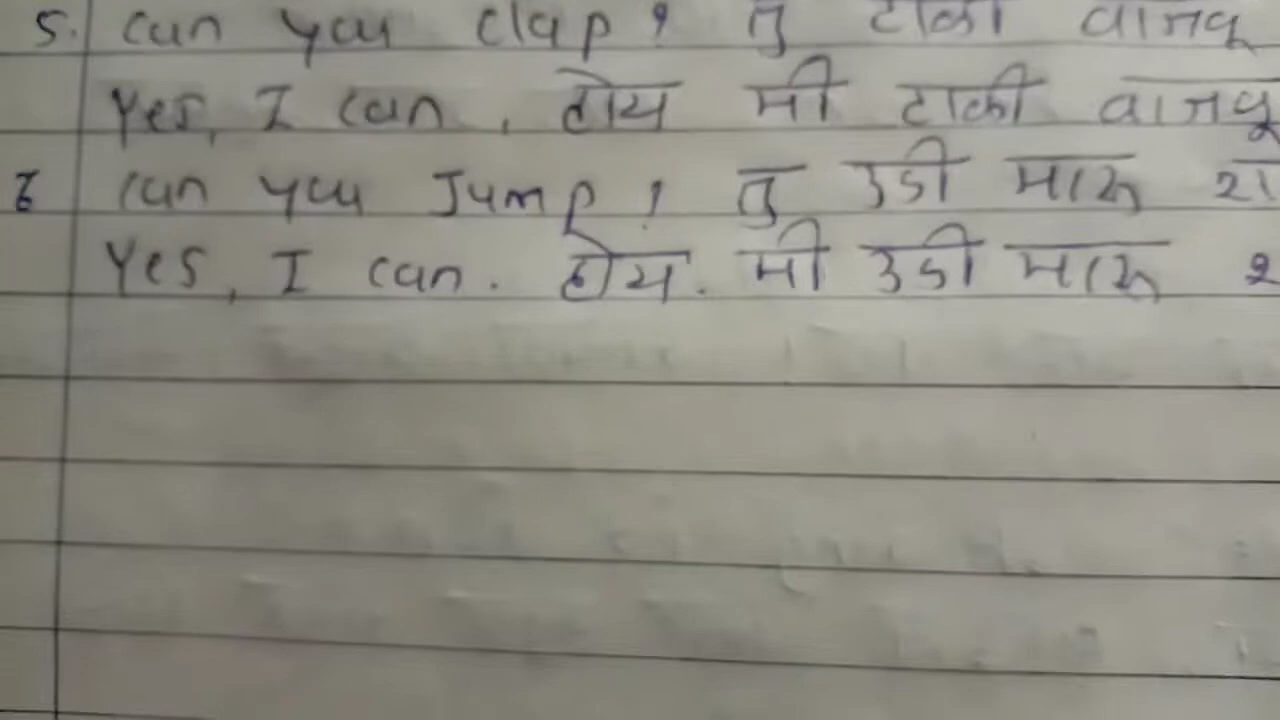 5. Can you clap? तु टाळी वाजवू
Yes, I can. होय मी टाळी वाजवू
6 can you Jump? तु उडी मारू
Yes, I can. होय. मी उडी मारू